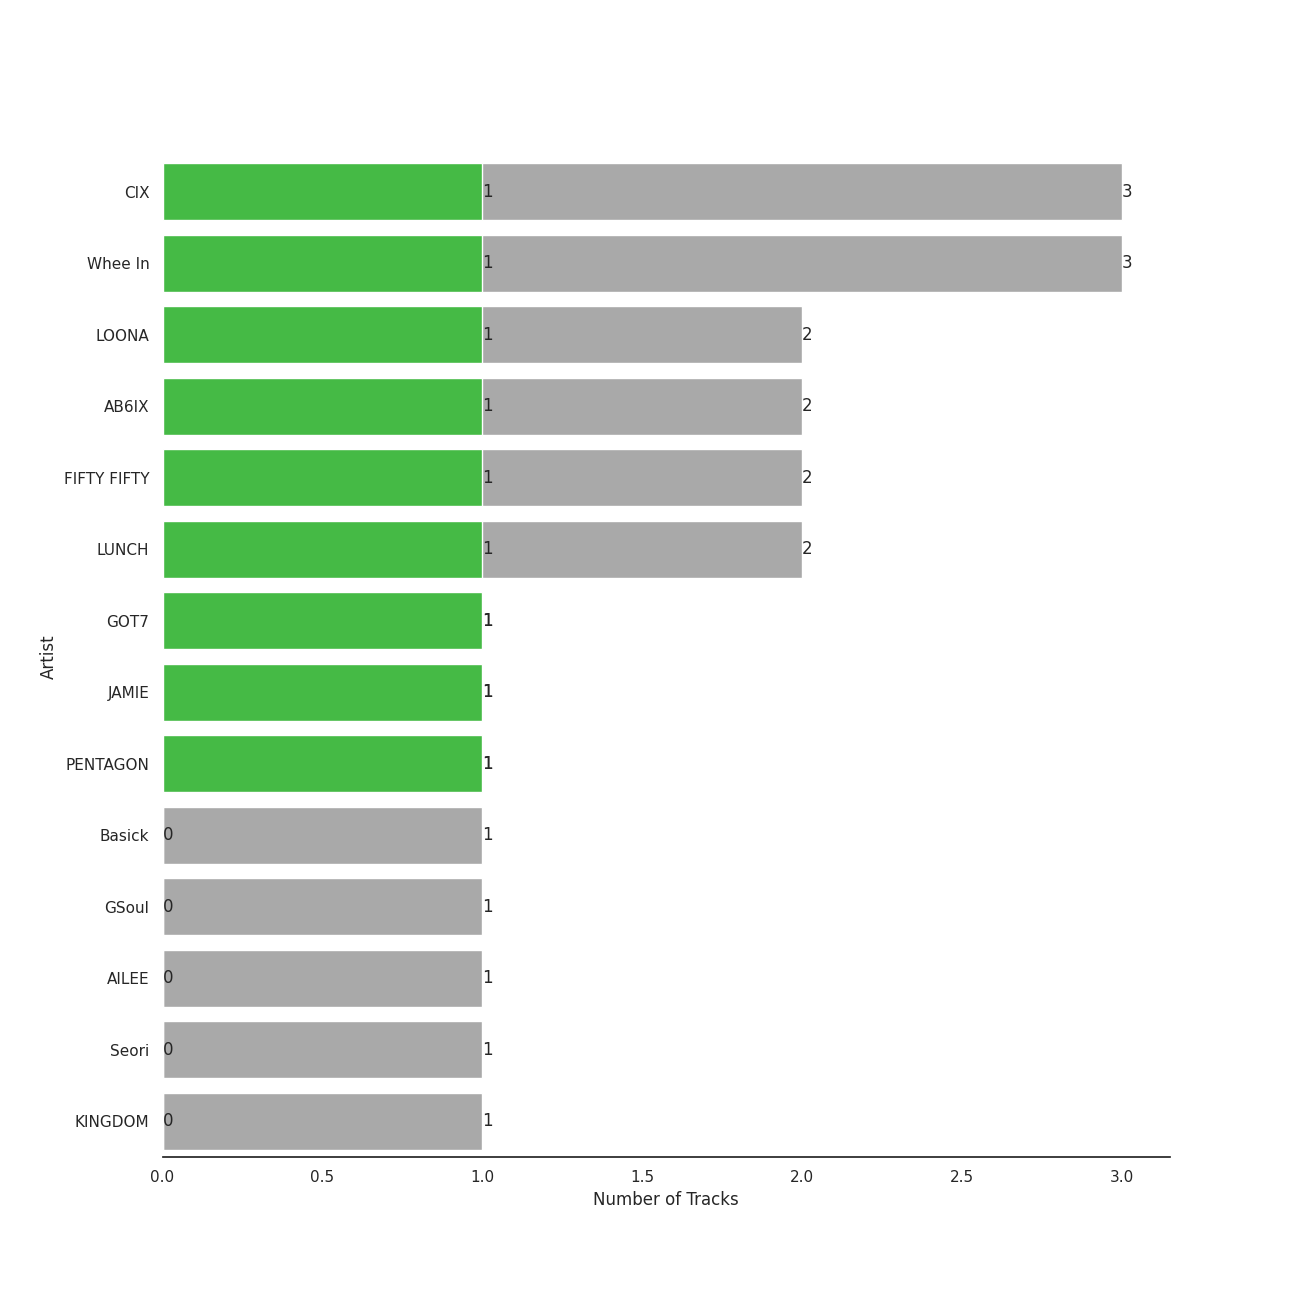 CIX 1 3
Whee In 1 3
LOONA 1 2
AB6IX 1 2
FIFTY FIFTY 1 2
LUNCH 1 2
GOT7 1
JAMIE 1
PENTAGON 1
Basick 0 1
GSoul 0 1
AILEE 0 1
Seori 0 1
KINGDOM 0 1
Artist
0.0 0.5 1.0 1.5 2.0 2.5 3.0
Number of Tracks